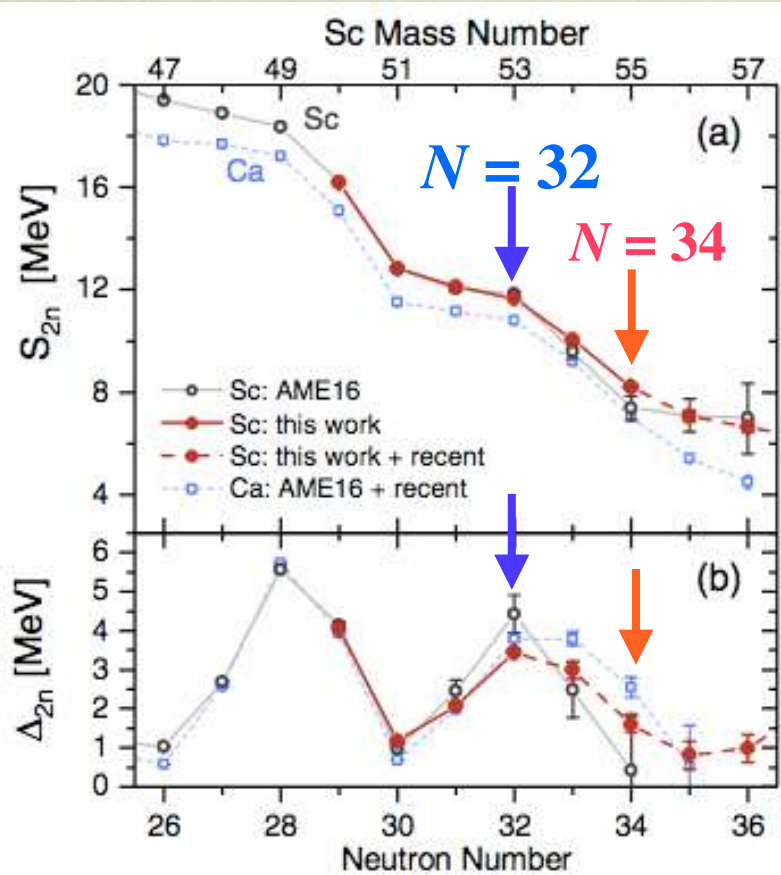 Sc Mass Number
47 49 51 53 55 57
20
16
12
8
4
S2n [MeV]
(a)
Sc
Ca
N = 32
N = 34
Sc: AME16
Sc: this work
Sc: this work + recent
Ca: AME16 + recent
6
5
4
3
2
1
0
Δ2n [MeV]
(b)
26 28 30 32 34 36
Neutron Number